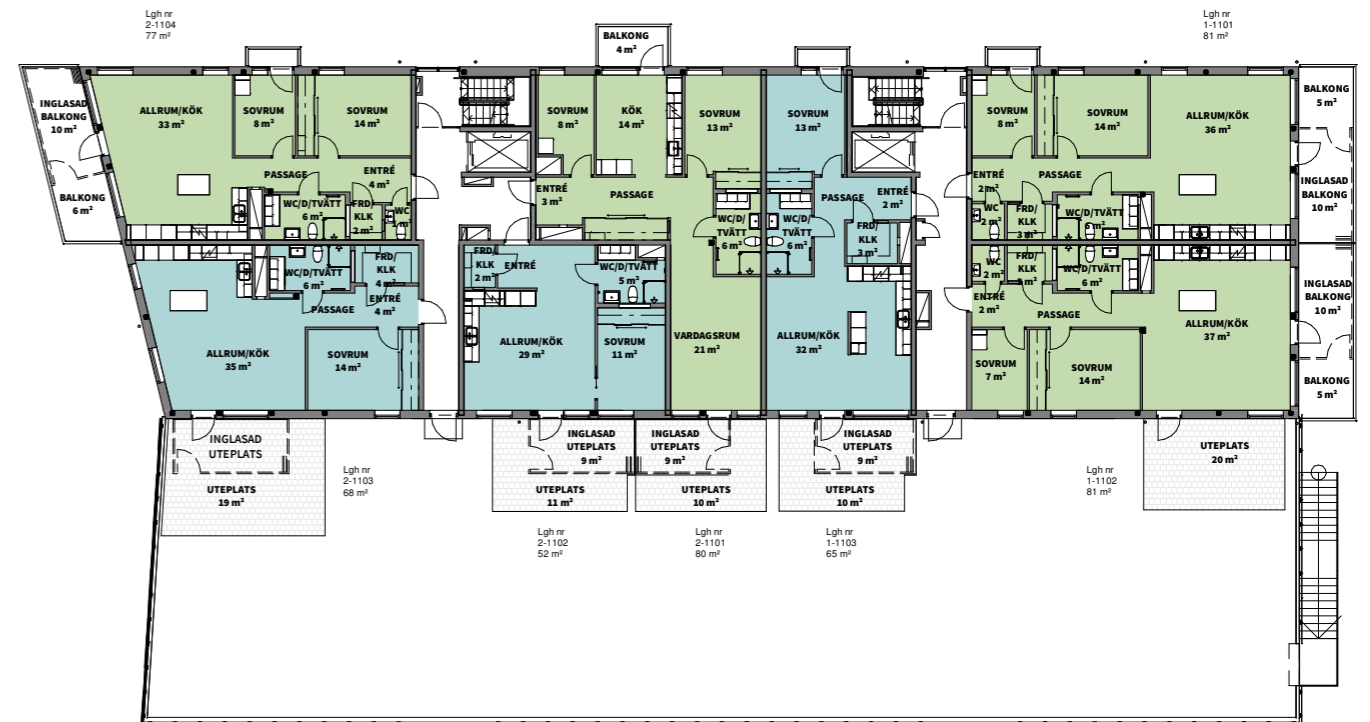 Lgh nr
2-1104
77 m²
Lgh nr
1-1101
81 m²
BALKONG
4 m²
INGLASAD
BALKONG
10 m²
BALKONG
6 m²
ALLRUM/KÖK
33 m²
SOVRUM
8 m²
SOVRUM
14 m²
PASSAGE
ENTRÉ
4 m²
WC/D/TVÄTT
6 m²
FRD/
KLK
2 m²
WC
SOVRUM
8 m²
KÖK
14 m²
SOVRUM
13 m²
ENTRÉ
3 m²
PASSAGE
WC/D/
TVÄTT
6 m²
VARDAGSRUM
21 m²
SOVRUM
13 m²
PASSAGE
ENTRÉ
2 m²
WC/D/
TVÄTT
6 m²
FRD/
KLK
3 m²
ALLRUM/KÖK
32 m²
SOVRUM
8 m²
SOVRUM
14 m²
ALLRUM/KÖK
36 m²
ENTRÉ
2 m²
PASSAGE
WC
2 m²
FRD/
KLK
3 m²
WC/D/TVÄTT
6 m²
BALKONG
5 m²
INGLASAD
BALKONG
10 m²
ALLRUM/KÖK
35 m²
WC/D/TVÄTT
6 m²
FRD/
KLK
4 m²
PASSAGE
ENTRÉ
4 m²
SOVRUM
14 m²
FRD/
KLK
2 m²
ENTRÉ
WC/D/TVÄTT
5 m²
ALLRUM/KÖK
29 m²
SOVRUM
11 m²
WC
2 m²
FRD/
KLK
WC/D/TVÄTT
6 m²
ENTRÉ
2 m²
PASSAGE
SOVRUM
7 m²
SOVRUM
14 m²
ALLRUM/KÖK
37 m²
INGLASAD
BALKONG
10 m²
BALKONG
5 m²
INGLASAD
UTEPLATS
UTEPLATS
19 m²
Lgh nr
2-1103
68 m²
INGLASAD
UTEPLATS
9 m²
UTEPLATS
11 m²
INGLASAD
UTEPLATS
9 m²
UTEPLATS
10 m²
INGLASAD
UTEPLATS
9 m²
UTEPLATS
10 m²
Lgh nr
1-1102
81 m²
UTEPLATS
20 m²
Lgh nr
2-1102
52 m²
Lgh nr
2-1101
80 m²
Lgh nr
1-1103
65 m²